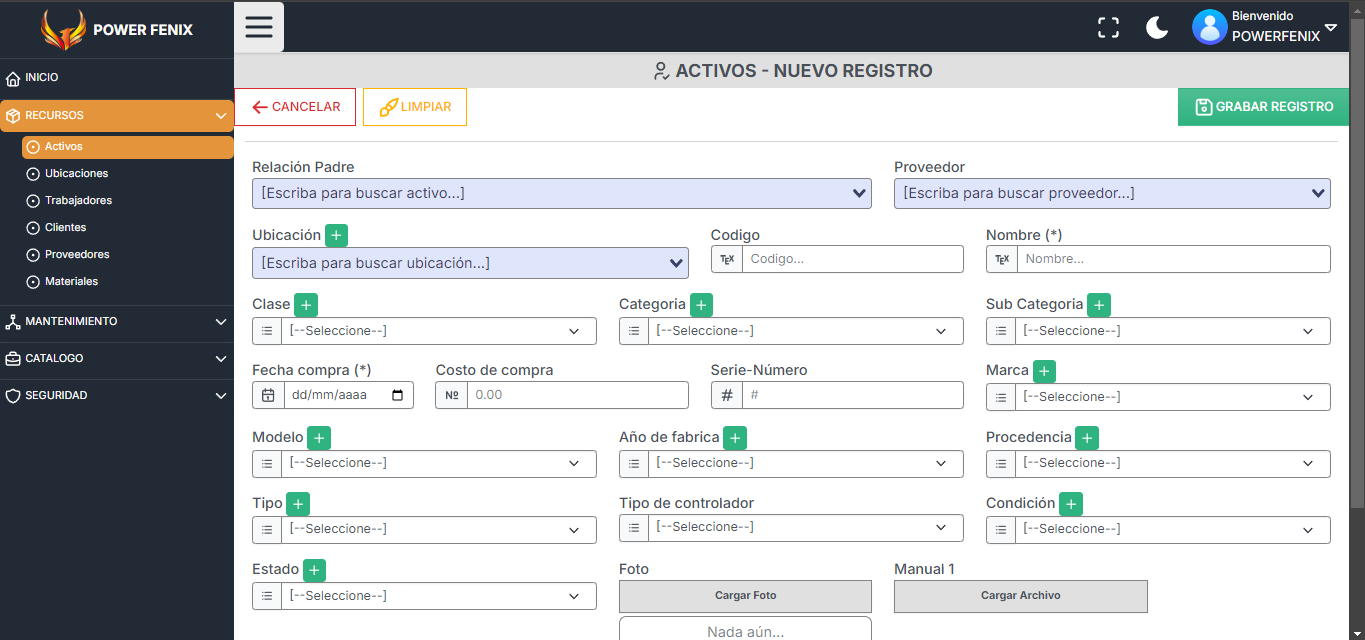 POWER FENIX
Bienvenido
POWERFENIX
INICIO
RECURSOS
Activos
Ubicaciones
Trabajadores
Clientes
Proveedores
Materiales
MANTENIMIENTO
CATALOGO
SEGURIDAD
ACTIVOS - NUEVO REGISTRO
CANCELAR LIMPIAR GRABAR REGISTRO
Relación Padre Proveedor
[Escriba para buscar activo...] [Escriba para buscar proveedor...]
Ubicación + Codigo Nombre (*)
[Escriba para buscar ubicación...] TEX Codigo... TEX Nombre...
Clase + Categoria + Sub Categoria +
[--Seleccione--] [--Seleccione--] [--Seleccione--]
Fecha compra (*) Costo de compra Serie-Número Marca +
dd/mm/aaaa Nº 0.00 # # [--Seleccione--]
Modelo + Año de fabrica + Procedencia +
[--Seleccione--] [--Seleccione--] [--Seleccione--]
Tipo + Tipo de controlador Condición +
[--Seleccione--] [--Seleccione--] [--Seleccione--]
Estado + Foto Manual 1
[--Seleccione--] Cargar Foto Cargar Archivo
Nada aún...